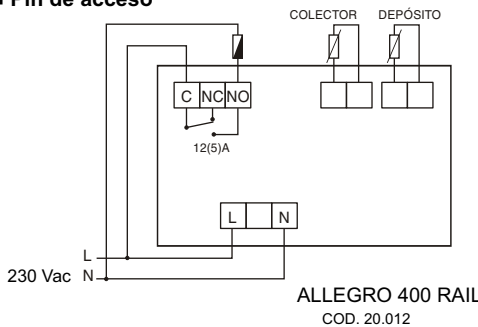 Pin de acceso
COLECTOR DEPÓSITO
C NC NO
12(5)A
L N
L
230 Vac N
ALLEGRO 400 RAIL
COD. 20.012